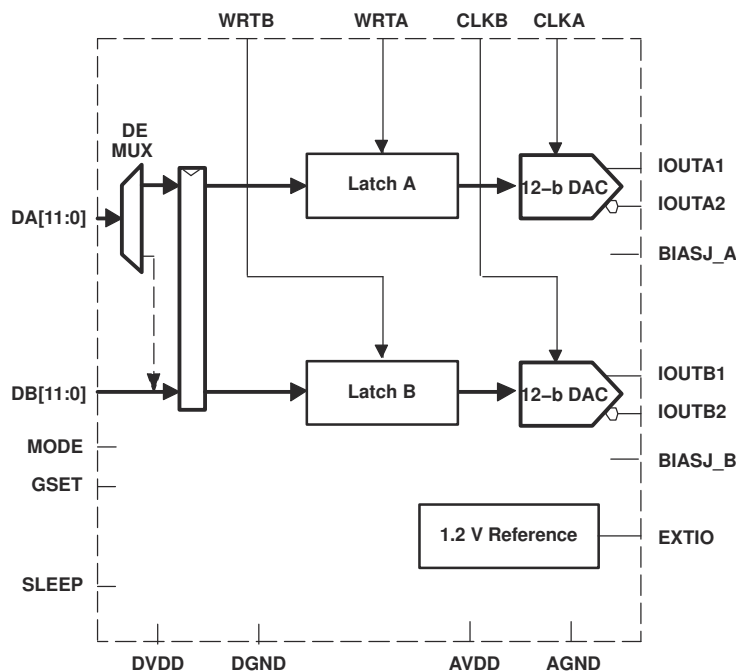 WRTB WRTA CLKB CLKA
DE
MUX
IOUTA1
Latch A
12–b DAC
IOUTA2
DA[11:0]
BIASJ_A
IOUTB1
DB[11:0]
Latch B
12–b DAC
IOUTB2
MODE
BIASJ_B
GSET
1.2 V Reference
EXTIO
SLEEP
DVDD DGND AVDD AGND